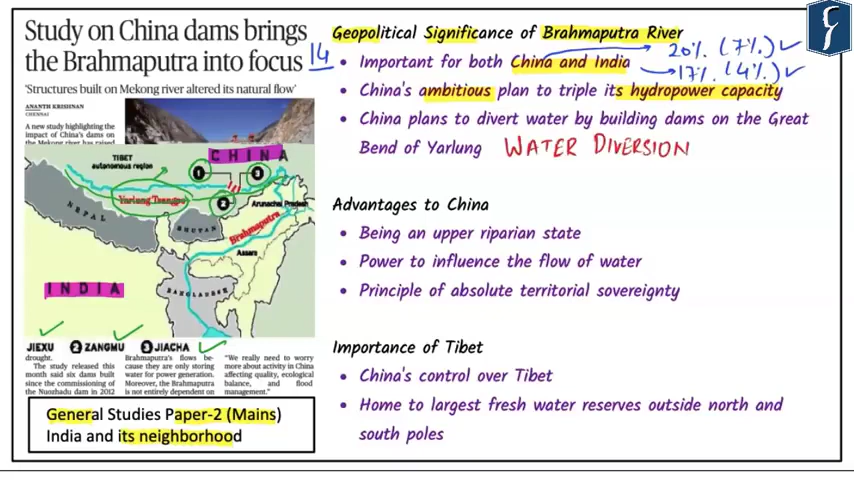 Study on China dams brings
the Brahmaputra into focus
14
'Structures built on Mekong river altered its natural flow'
ANANTH KRISHNAN
CHENNAI
A new study highlighting the
impact of China's dams on
the Mekong river has raised
TIBET
autonomous region
CHINA
1
3
Yarlung Tsangpo
2
Arunachal Pradesh
NEPAL
BHUTAN
Brahmaputra
Assam
INDIA
BANGLADESH
JIEXU 2 ZANGMU 3 JIACHA
drought.
The study released this
month said six dams built
since the commissioning of
the Nuozhadu dam in 2012
Brahmaputra's flows be-
cause they are only storing
water for power generation.
Moreover, the Brahmaputra
is not entirely dependent on
"We really need to worry
more about activity in China
affecting quality, ecological
balance, and flood
management."
General Studies Paper-2 (Mains)
India and its neighborhood
Geopolitical Significance of Brahmaputra River
• Important for both China and India
20% (7%) ✓
17% (4%) ✓
• China's ambitious plan to triple its hydropower capacity
• China plans to divert water by building dams on the Great
Bend of Yarlung WATER DIVERSION
Advantages to China
• Being an upper riparian state
• Power to influence the flow of water
• Principle of absolute territorial sovereignty
Importance of Tibet
• China's control over Tibet
• Home to largest fresh water reserves outside north and
south poles